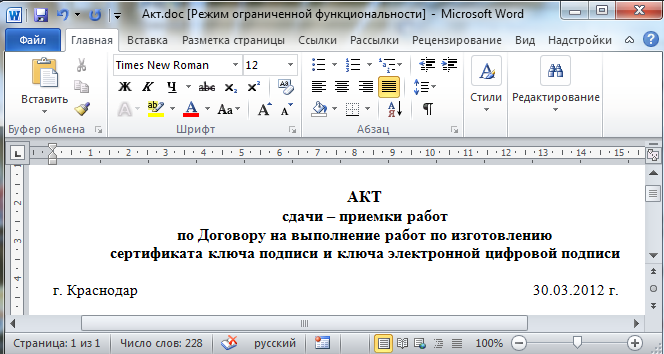 Акт.doc [Режим ограниченной функциональности] - Microsoft Word
Файл Главная Вставка Разметка страницы Ссылки Рассылки Рецензирование Вид Надстройки
Times New Roman 12
Вставить
Ж К Ч abc x₂ x²
А ab А Aa А А
Стили Редактирование
Буфер обмена Шрифт Абзац Стили
1 2 3 4 5 6 7 8 9 10 11 12 13 14 15
АКТ
сдачи – приемки работ
по Договору на выполнение работ по изготовлению
сертификата ключа подписи и ключа электронной цифровой подписи
г. Краснодар 30.03.2012 г.
Страница: 1 из 1 Число слов: 228 русский 100%